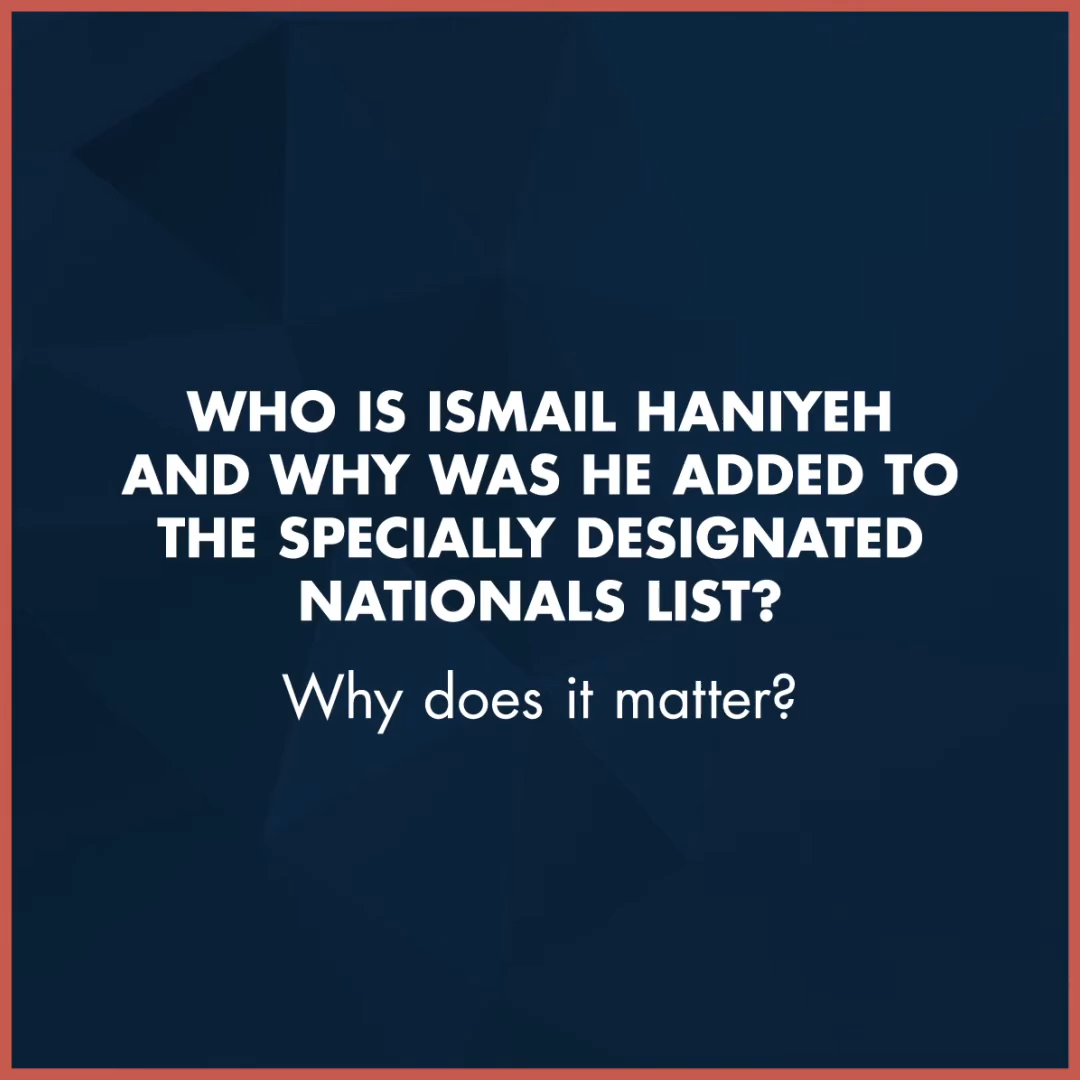 WHO IS ISMAIL HANIYEH
AND WHY WAS HE ADDED TO
THE SPECIALLY DESIGNATED
NATIONALS LIST?
Why does it matter?